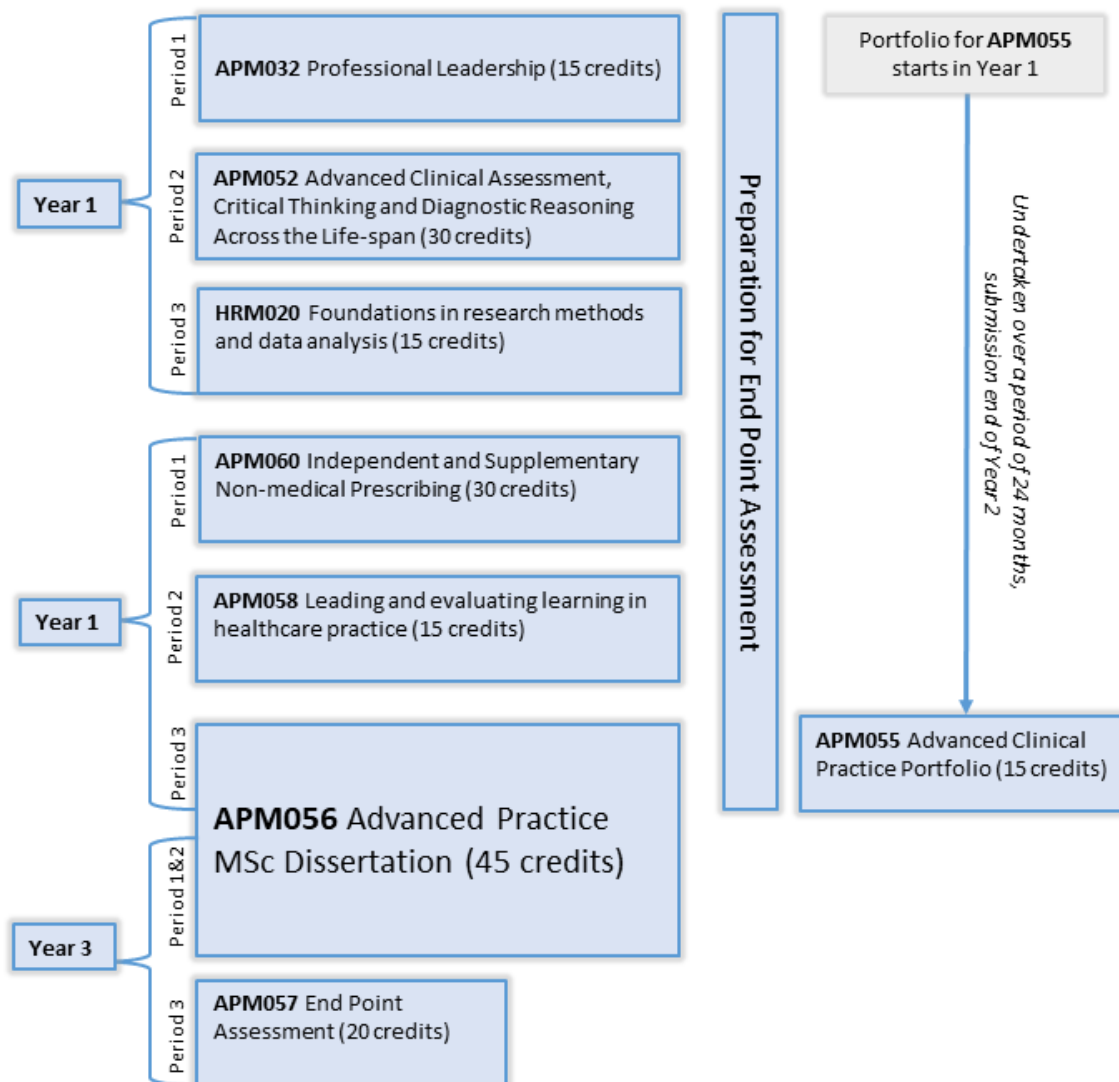 Year 1
Period 1
APM032 Professional Leadership (15 credits)
Period 2
APM052 Advanced Clinical Assessment,
Critical Thinking and Diagnostic Reasoning
Across the Life-span (30 credits)
Period 3
HRM020 Foundations in research methods
and data analysis (15 credits)
Year 1
Period 1
APM060 Independent and Supplementary
Non-medical Prescribing (30 credits)
Period 2
APM058 Leading and evaluating learning in
healthcare practice (15 credits)
Period 3
APM056 Advanced Practice
MSc Dissertation (45 credits)
Year 3
Period 1&2
Period 3
APM057 End Point
Assessment (20 credits)
Preparation for End Point Assessment
Portfolio for APM055
starts in Year 1
Undertaken over a period of 24 months,
submission end of Year 2
APM055 Advanced Clinical
Practice Portfolio (15 credits)